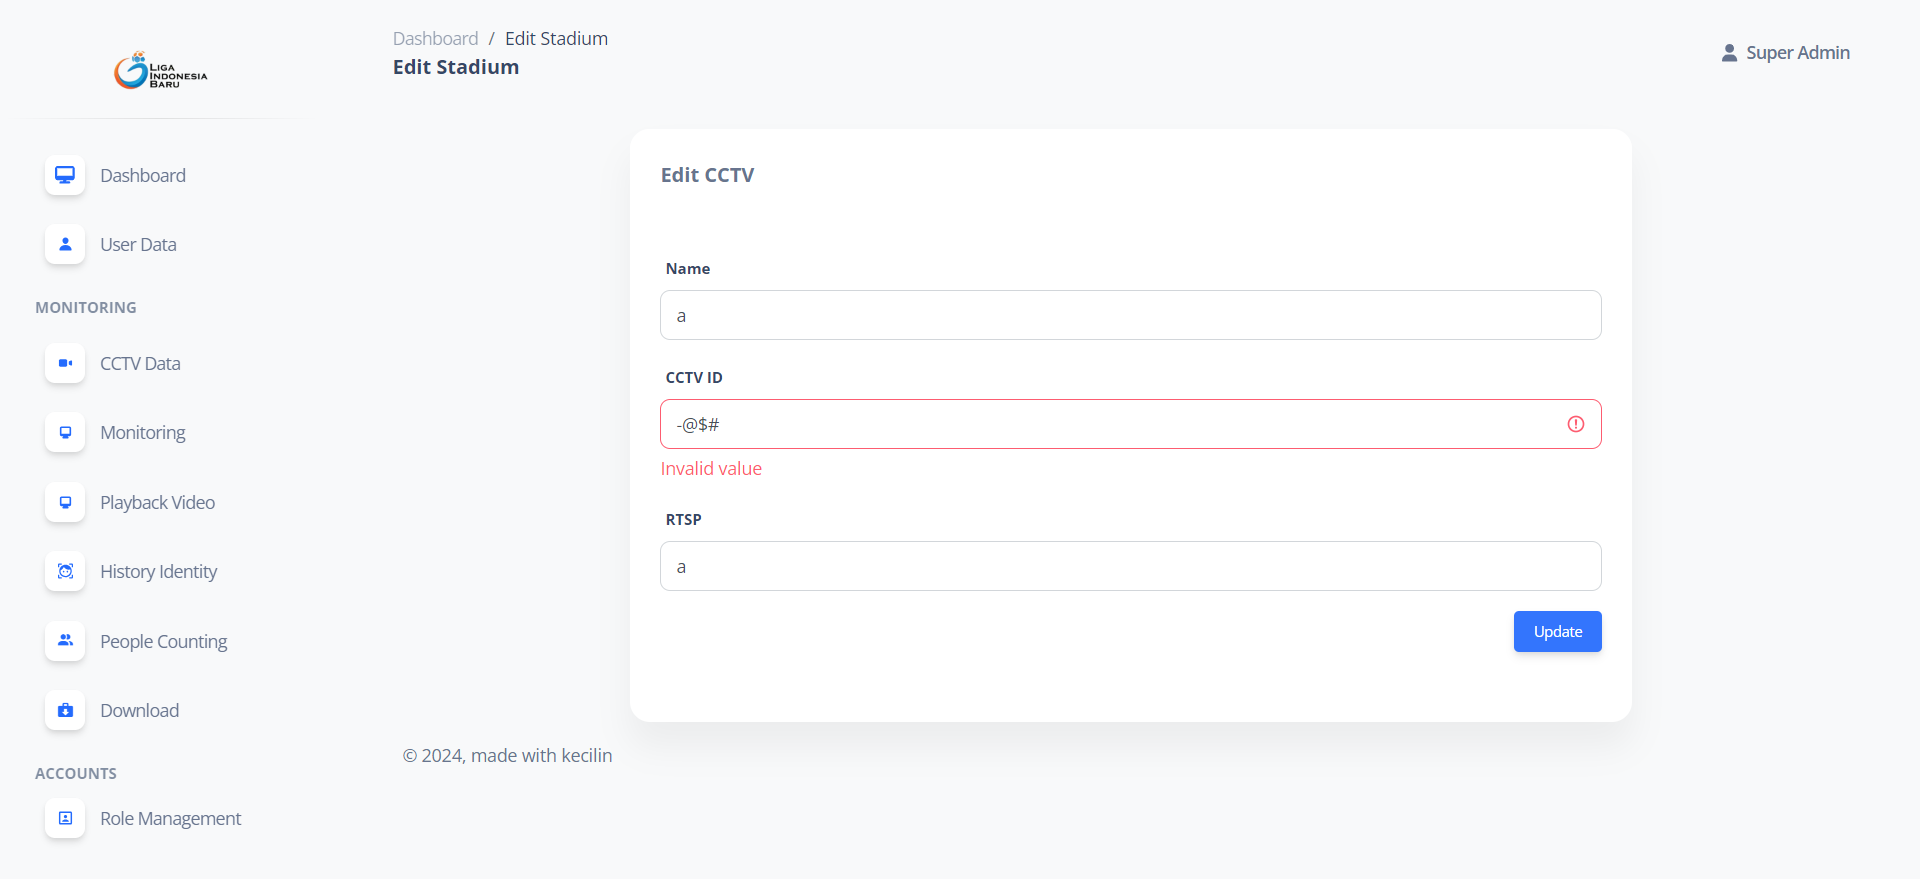 LIGA
INDONESIA
BARU
Dashboard / Edit Stadium
Edit Stadium
Super Admin
Dashboard
User Data
MONITORING
CCTV Data
Monitoring
Playback Video
History Identity
People Counting
Download
ACCOUNTS
Role Management
Edit CCTV
Name
a
CCTV ID
-@$#
Invalid value
RTSP
a
Update
© 2024, made with kecilin